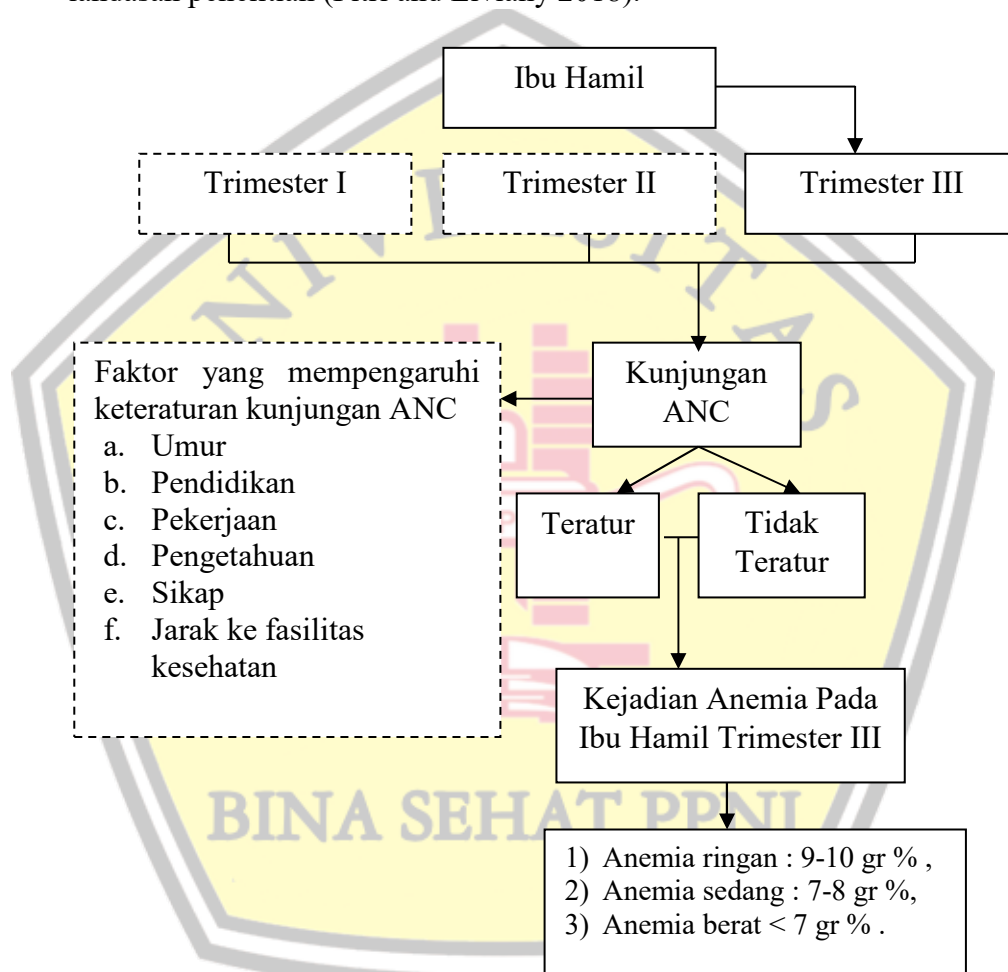 Ibu Hamil
Trimester I
Trimester II
Trimester III
Faktor yang mempengaruhi
keteraturan kunjungan ANC
a. Umur
b. Pendidikan
c. Pekerjaan
d. Pengetahuan
e. Sikap
f. Jarak ke fasilitas
kesehatan
Kunjungan
ANC
Teratur
Tidak
Teratur
Kejadian Anemia Pada
Ibu Hamil Trimester III
BINA SEHAT PPNI
1) Anemia ringan : 9-10 gr % ,
2) Anemia sedang : 7-8 gr %,
3) Anemia berat < 7 gr % .